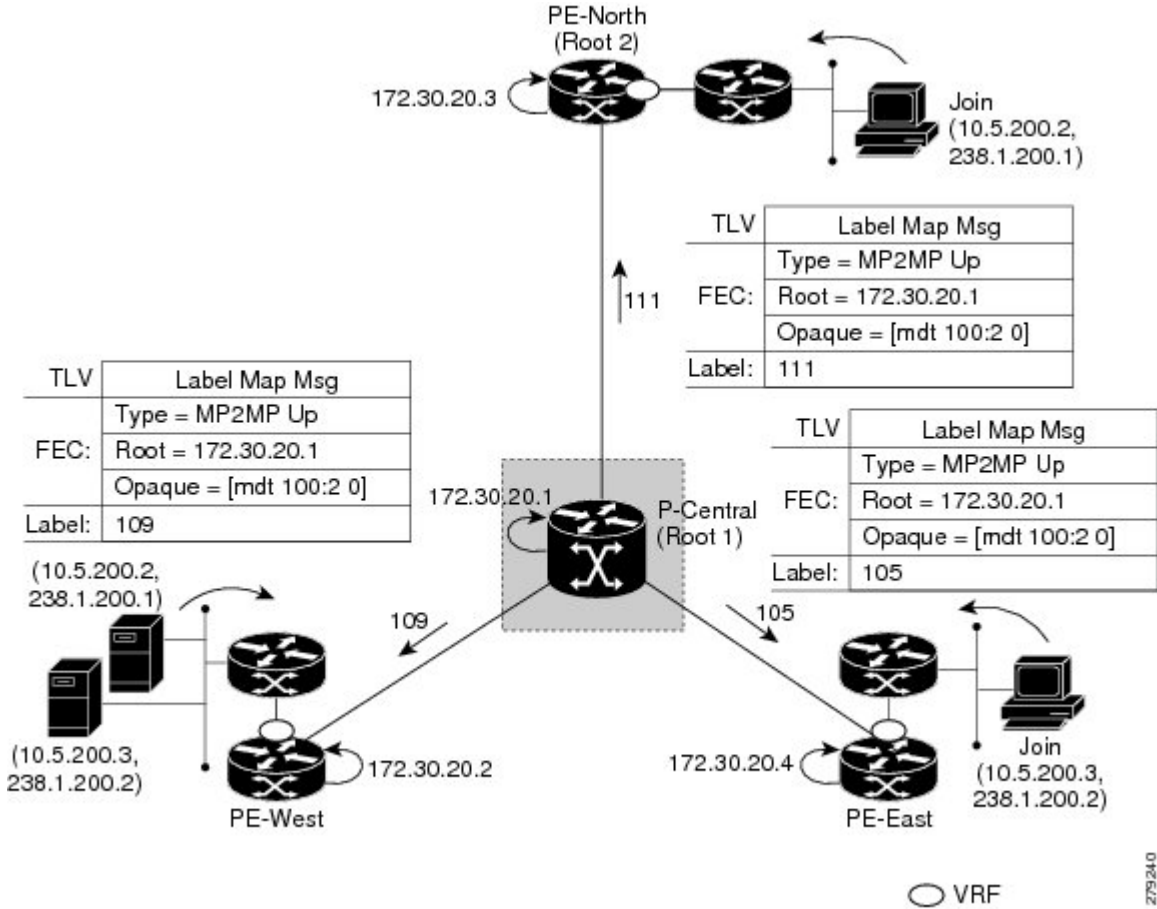 PE-North
(Root 2)
172.30.20.3
Join
(10.5.200.2,
238.1.200.1)
TLV Label Map Msg
Type = MP2MP Up
FEC: Root = 172.30.20.1
Opaque = [mdt 100:2 0]
Label: 111
111
TLV Label Map Msg
Type = MP2MP Up
FEC: Root = 172.30.20.1
Opaque = [mdt 100:2 0]
Label: 109
TLV Label Map Msg
Type = MP2MP Up
FEC: Root = 172.30.20.1
Opaque = [mdt 100:2 0]
Label: 105
172.30.20.1
P-Central
(Root 1)
(10.5.200.2,
238.1.200.1)
109
105
(10.5.200.3,
238.1.200.2)
172.30.20.2
PE-West
172.30.20.4
PE-East
Join
(10.5.200.3,
238.1.200.2)
VRF
279240